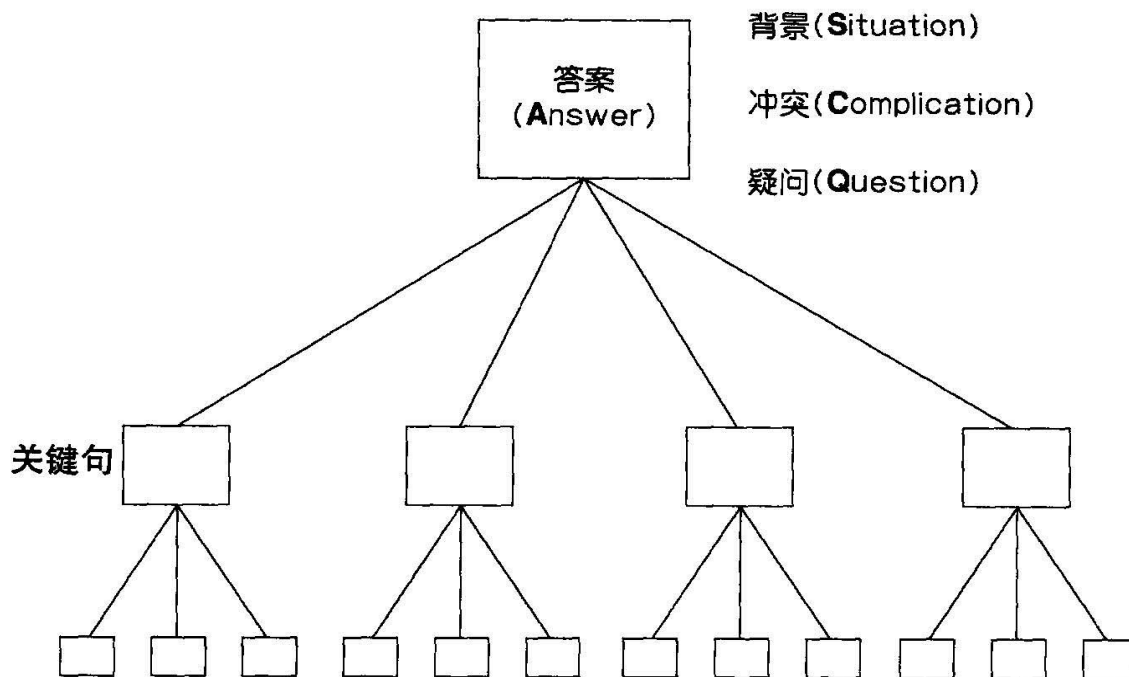 答案
(Answer)
背景(Situation)
冲突(Complication)
疑问(Question)
关键句